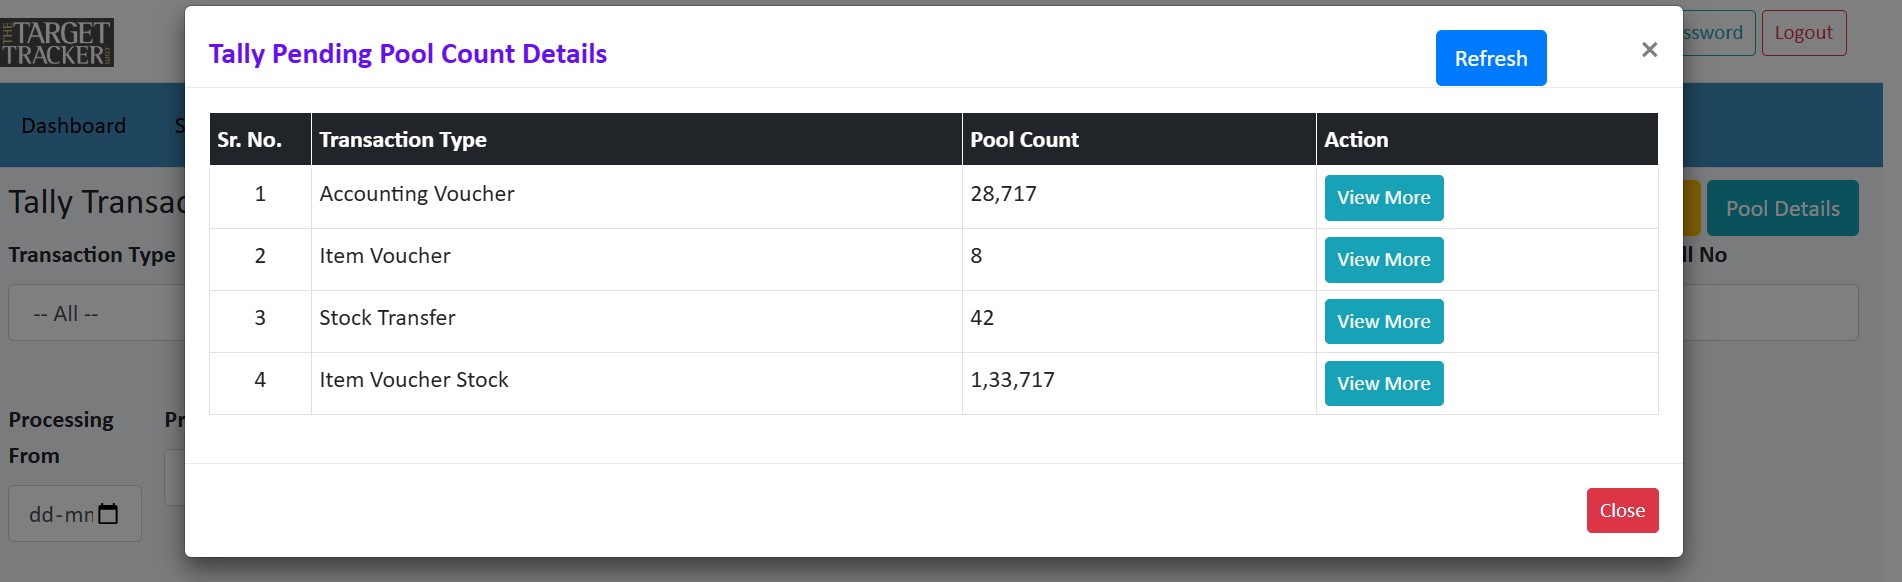 THE TARGET TRACKER.COM
Tally Pending Pool Count Details
Refresh
×
ssword
Logout
Dashboard
S
Sr. No. Transaction Type Pool Count Action
1 Accounting Voucher 28,717 View More
2 Item Voucher 8 View More
3 Stock Transfer 42 View More
4 Item Voucher Stock 1,33,717 View More
Tally Transac
Pool Details
Transaction Type
ll No
-- All --
Processing From
Pr
dd-mm
Close